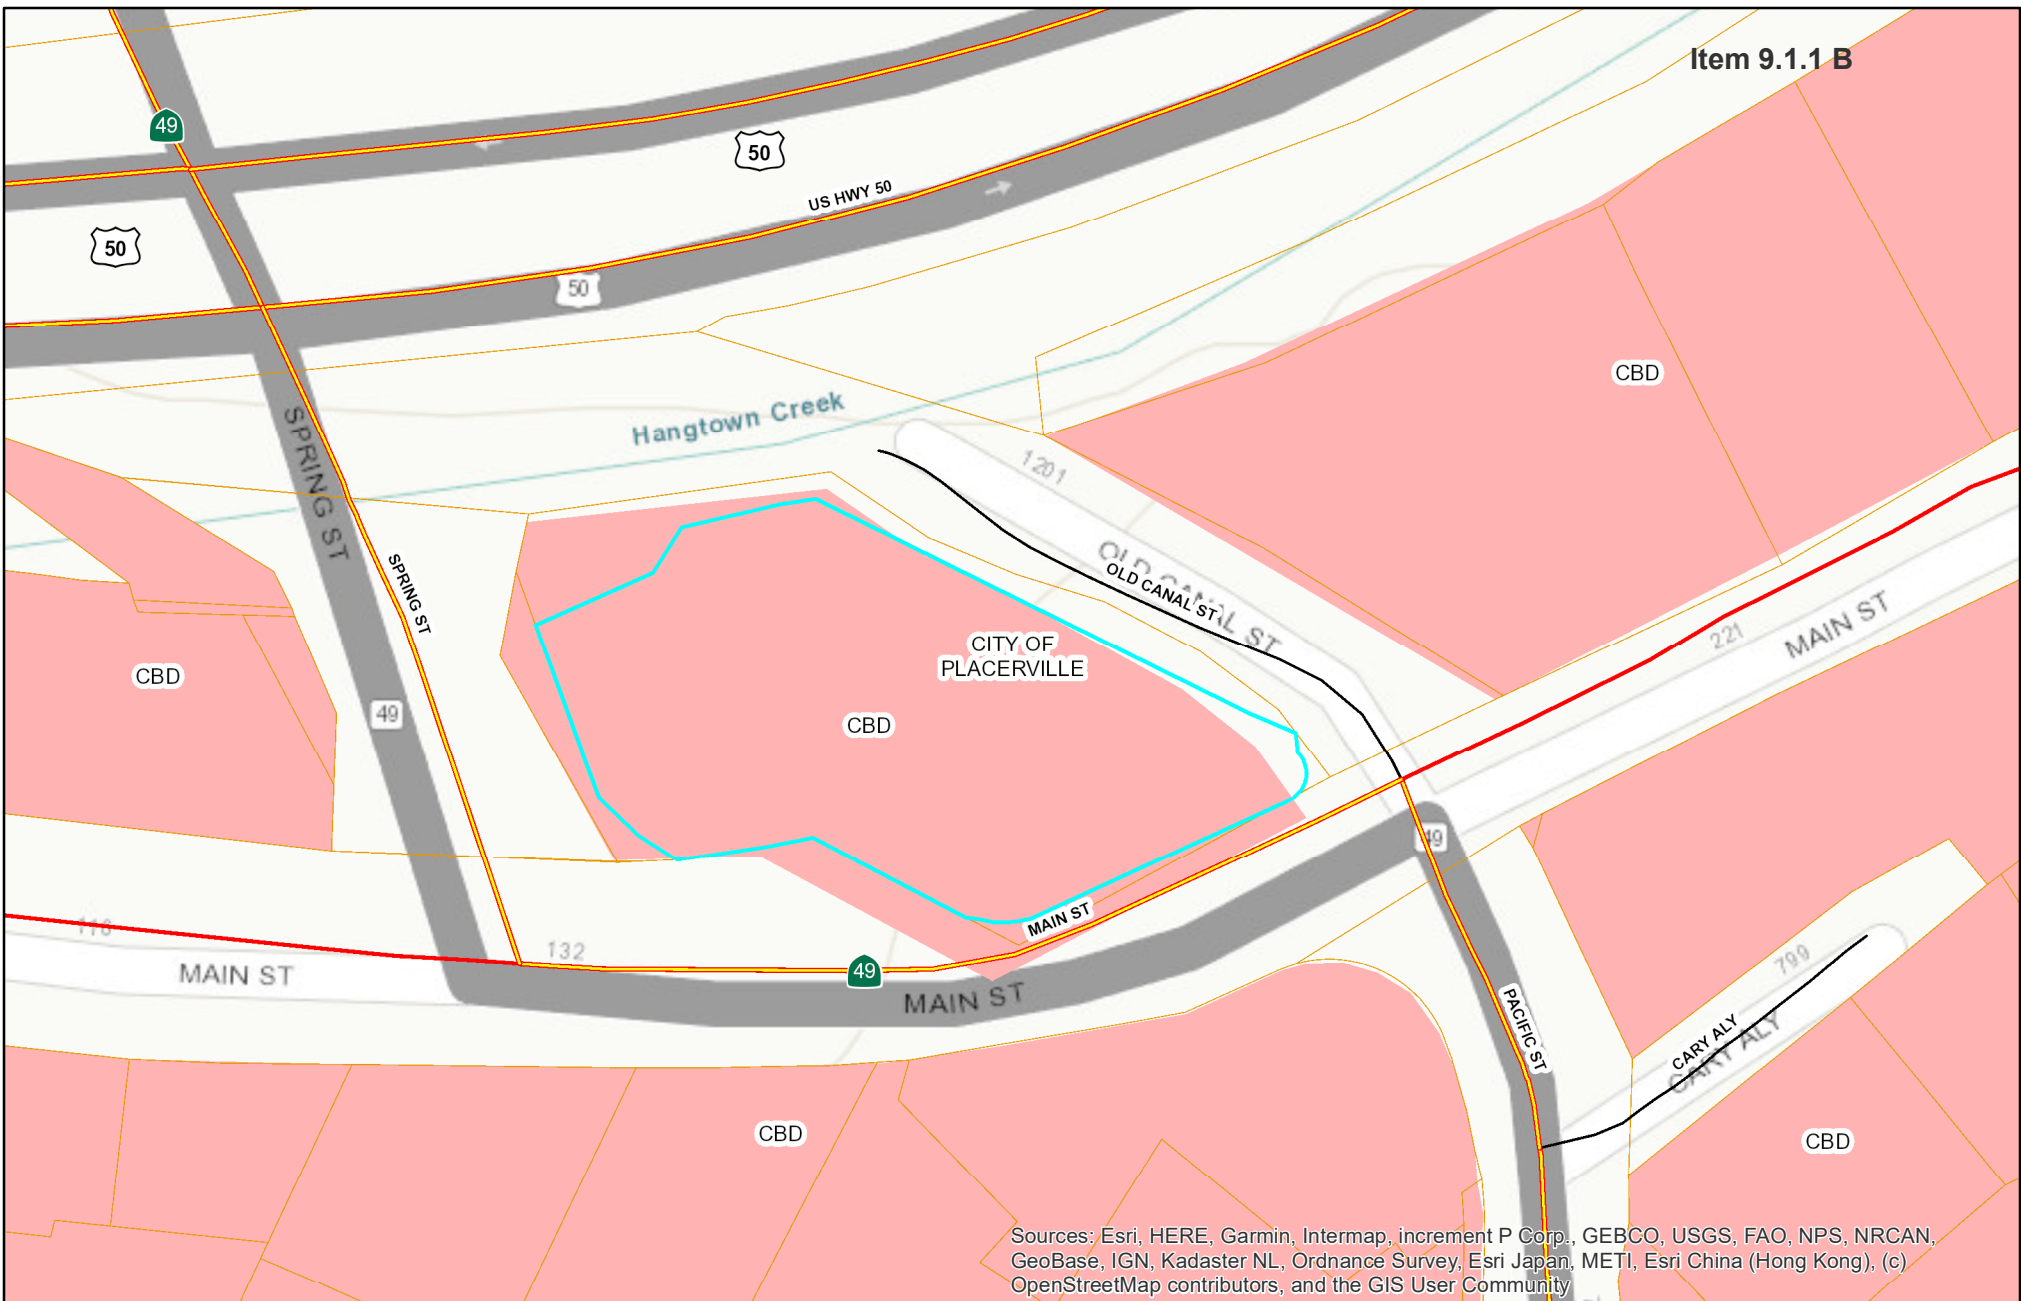 Item 9.1.1 B
49
50
US HWY 50
50
50
CBD
Hangtown Creek
SPRING ST
1201
OLD CANAL ST
OLD CANAL ST
SPRING ST
CITY OF
PLACERVILLE
221
MAIN ST
CBD
49
CBD
49
MAIN ST
116
132
MAIN ST
49
MAIN ST
799
PACIFIC ST
CARY ALY
CARY ALY
CBD
CBD
Sources: Esri, HERE, Garmin, Intermap, increment P Corp., GEBCO, USGS, FAO, NPS, NRCAN,
GeoBase, IGN, Kadaster NL, Ordnance Survey, Esri Japan, METI, Esri China (Hong Kong), (c)
OpenStreetMap contributors, and the GIS User Community